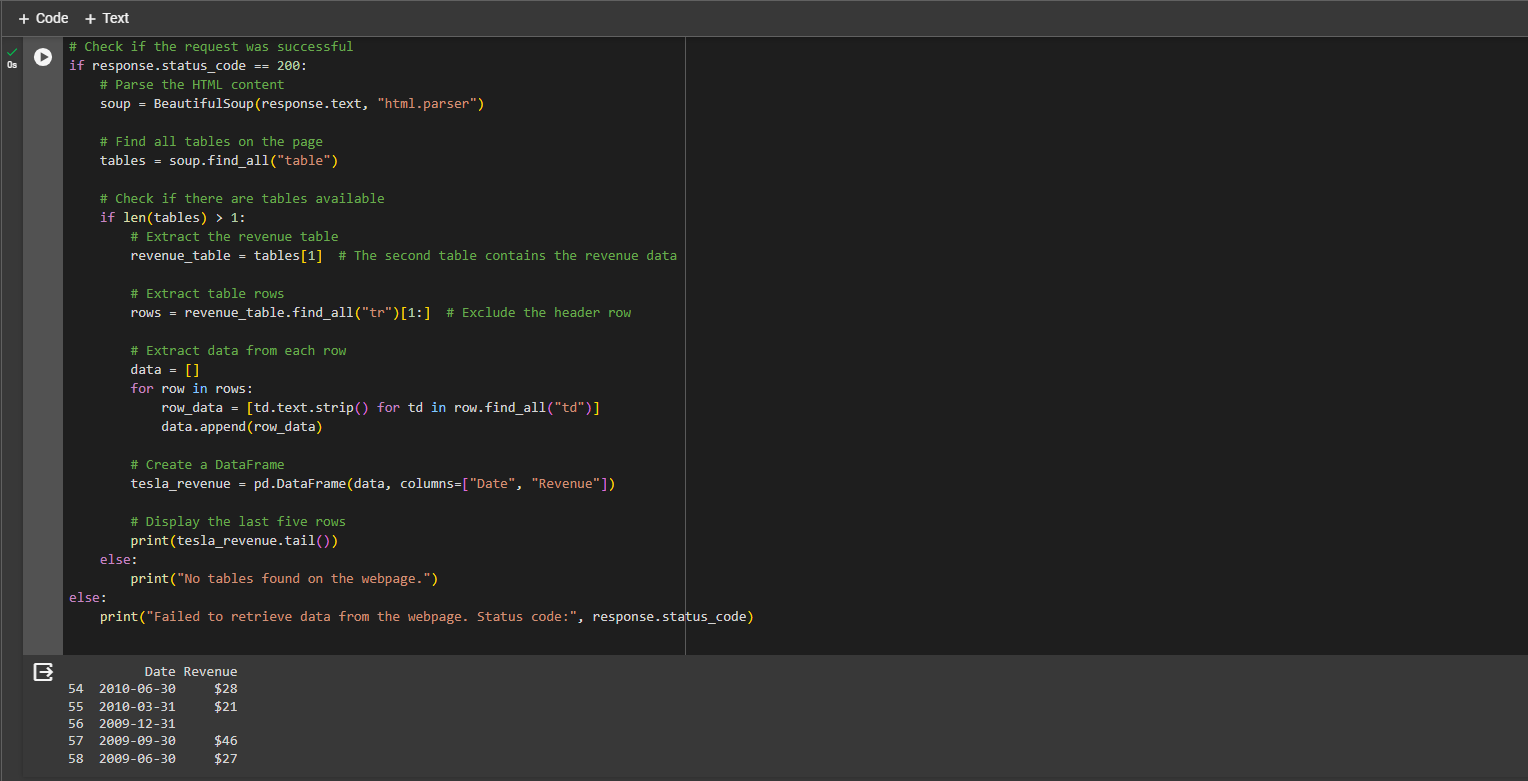 + Code + Text
0s
# Check if the request was successful
if response.status_code == 200:
    # Parse the HTML content
    soup = BeautifulSoup(response.text, "html.parser")

    # Find all tables on the page
    tables = soup.find_all("table")

    # Check if there are tables available
    if len(tables) > 1:
        # Extract the revenue table
        revenue_table = tables[1]  # The second table contains the revenue data

        # Extract table rows
        rows = revenue_table.find_all("tr")[1:]  # Exclude the header row

        # Extract data from each row
        data = []
        for row in rows:
            row_data = [td.text.strip() for td in row.find_all("td")]
            data.append(row_data)

        # Create a DataFrame
        tesla_revenue = pd.DataFrame(data, columns=["Date", "Revenue"])

        # Display the last five rows
        print(tesla_revenue.tail())
    else:
        print("No tables found on the webpage.")
else:
    print("Failed to retrieve data from the webpage. Status code:", response.status_code)

          Date Revenue
54  2010-06-30     $28
55  2010-03-31     $21
56  2009-12-31
57  2009-09-30     $46
58  2009-06-30     $27